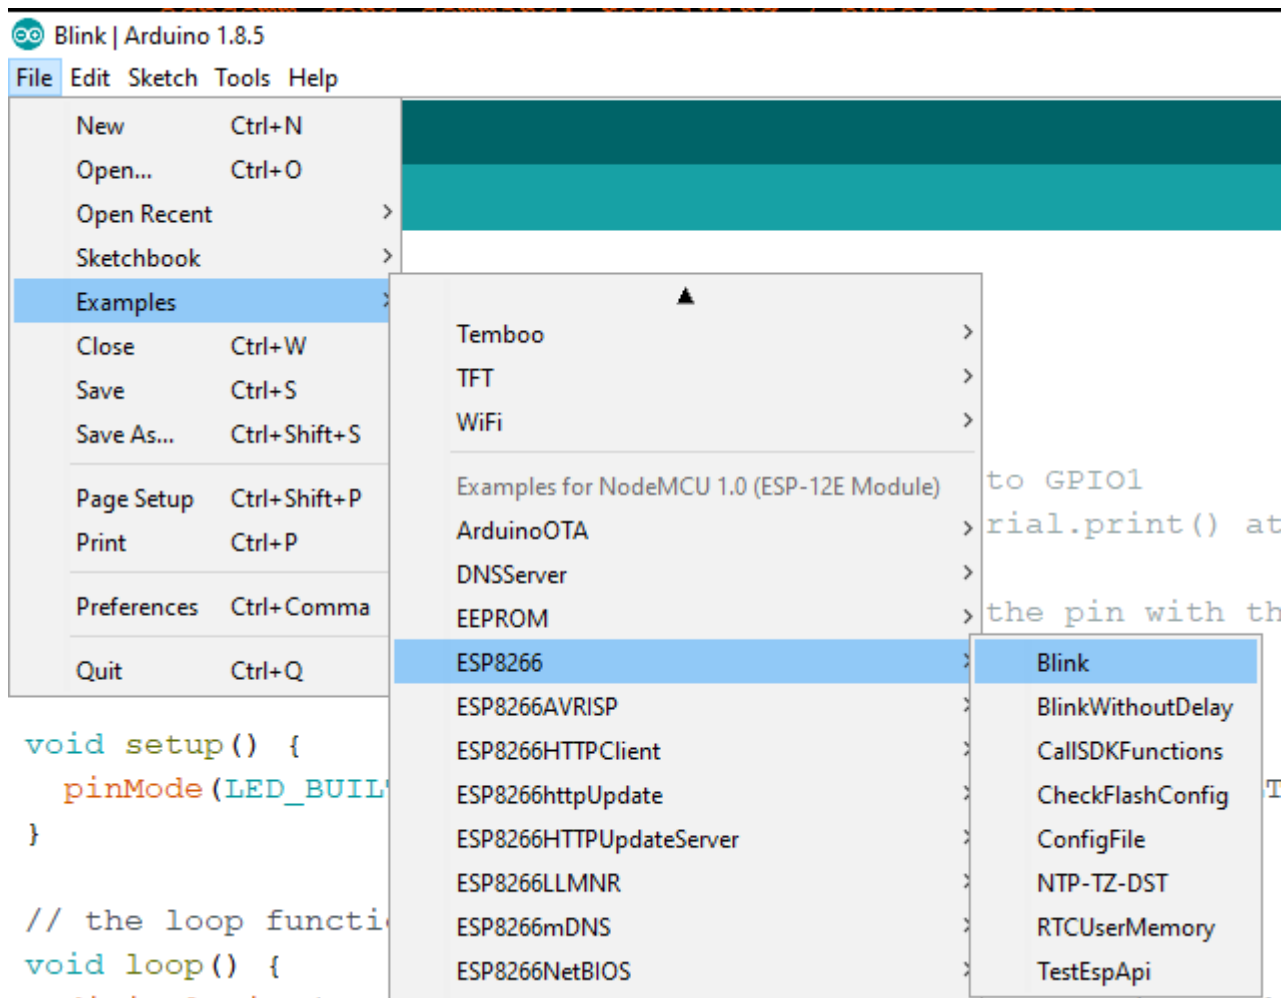 Blink | Arduino 1.8.5
File Edit Sketch Tools Help
New Ctrl+N
Open... Ctrl+O
Open Recent
Sketchbook
Examples
Close Ctrl+W
Save Ctrl+S
Save As... Ctrl+Shift+S
Page Setup Ctrl+Shift+P
Print Ctrl+P
Preferences Ctrl+Comma
Quit Ctrl+Q
Temboo
TFT
WiFi
Examples for NodeMCU 1.0 (ESP-12E Module)
ArduinoOTA
DNSServer
EEPROM
ESP8266
ESP8266AVRISP
ESP8266HTTPClient
ESP8266httpUpdate
ESP8266HTTPUpdateServer
ESP8266LLMNR
ESP8266mDNS
ESP8266NetBIOS
Blink
BlinkWithoutDelay
CallSDKFunctions
CheckFlashConfig
ConfigFile
NTP-TZ-DST
RTCUserMemory
TestEspApi
to GPIO1
rial.print() at
the pin with th
void setup() {
pinMode(LED_BUIL
}
// the loop functi
void loop() {